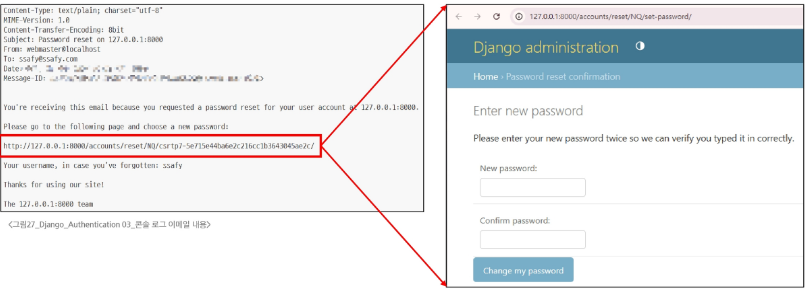 Content-Type: text/plain; charset="utf-8"
MIME-Version: 1.0
Content-Transfer-Encoding: 8bit
Subject: Password reset on 127.0.0.1:8000
From: webmaster@localhost
To: ssafy@ssafy.com
Date:
Message-ID:
You're receiving this email because you requested a password reset for your user account at 127.0.0.1:8000.
Please go to the following page and choose a new password:
http://127.0.0.1:8000/accounts/reset/NQ/csrtp7-5e715e44ba6e2c216cc1b3643045ae2c/
Your username, in case you've forgotten: ssafy
Thanks for using our site!
The 127.0.0.1:8000 team
<그림27_Django_Authentication 03_콘솔 로그 이메일 내용>
127.0.0.1:8000/accounts/reset/NQ/set-password/
Django administration
Home › Password reset confirmation
Enter new password
Please enter your new password twice so we can verify you typed it in correctly.
New password:
Confirm password:
Change my password